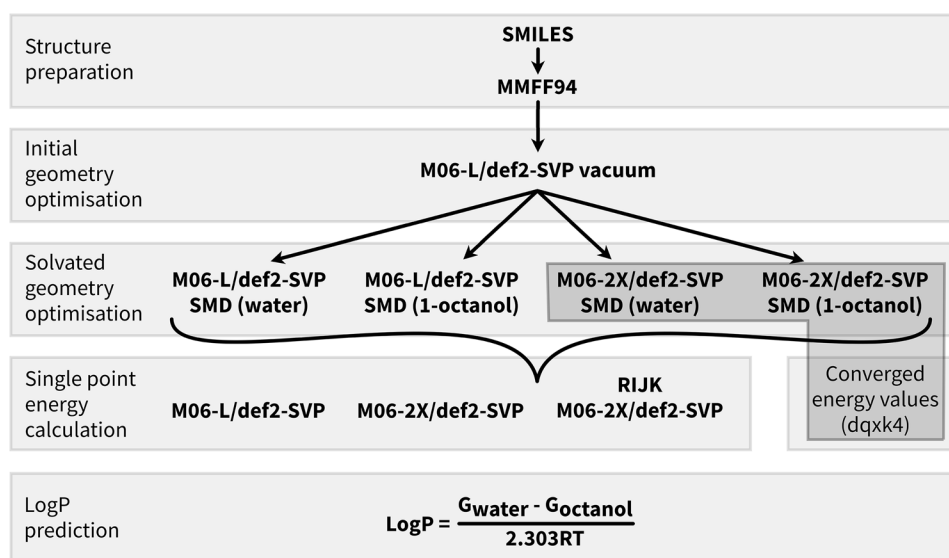 Structure
preparation
SMILES
MMFF94
Initial
geometry
optimisation
M06-L/def2-SVP vacuum
Solvated
geometry
optimisation
M06-L/def2-SVP
SMD (water)
M06-L/def2-SVP
SMD (1-octanol)
M06-2X/def2-SVP
SMD (water)
M06-2X/def2-SVP
SMD (1-octanol)
Single point
energy
calculation
M06-L/def2-SVP
M06-2X/def2-SVP
RIJK
M06-2X/def2-SVP
Converged
energy values
(dqxk4)
LogP
prediction
LogP = Gwater - Goctanol
2.303RT